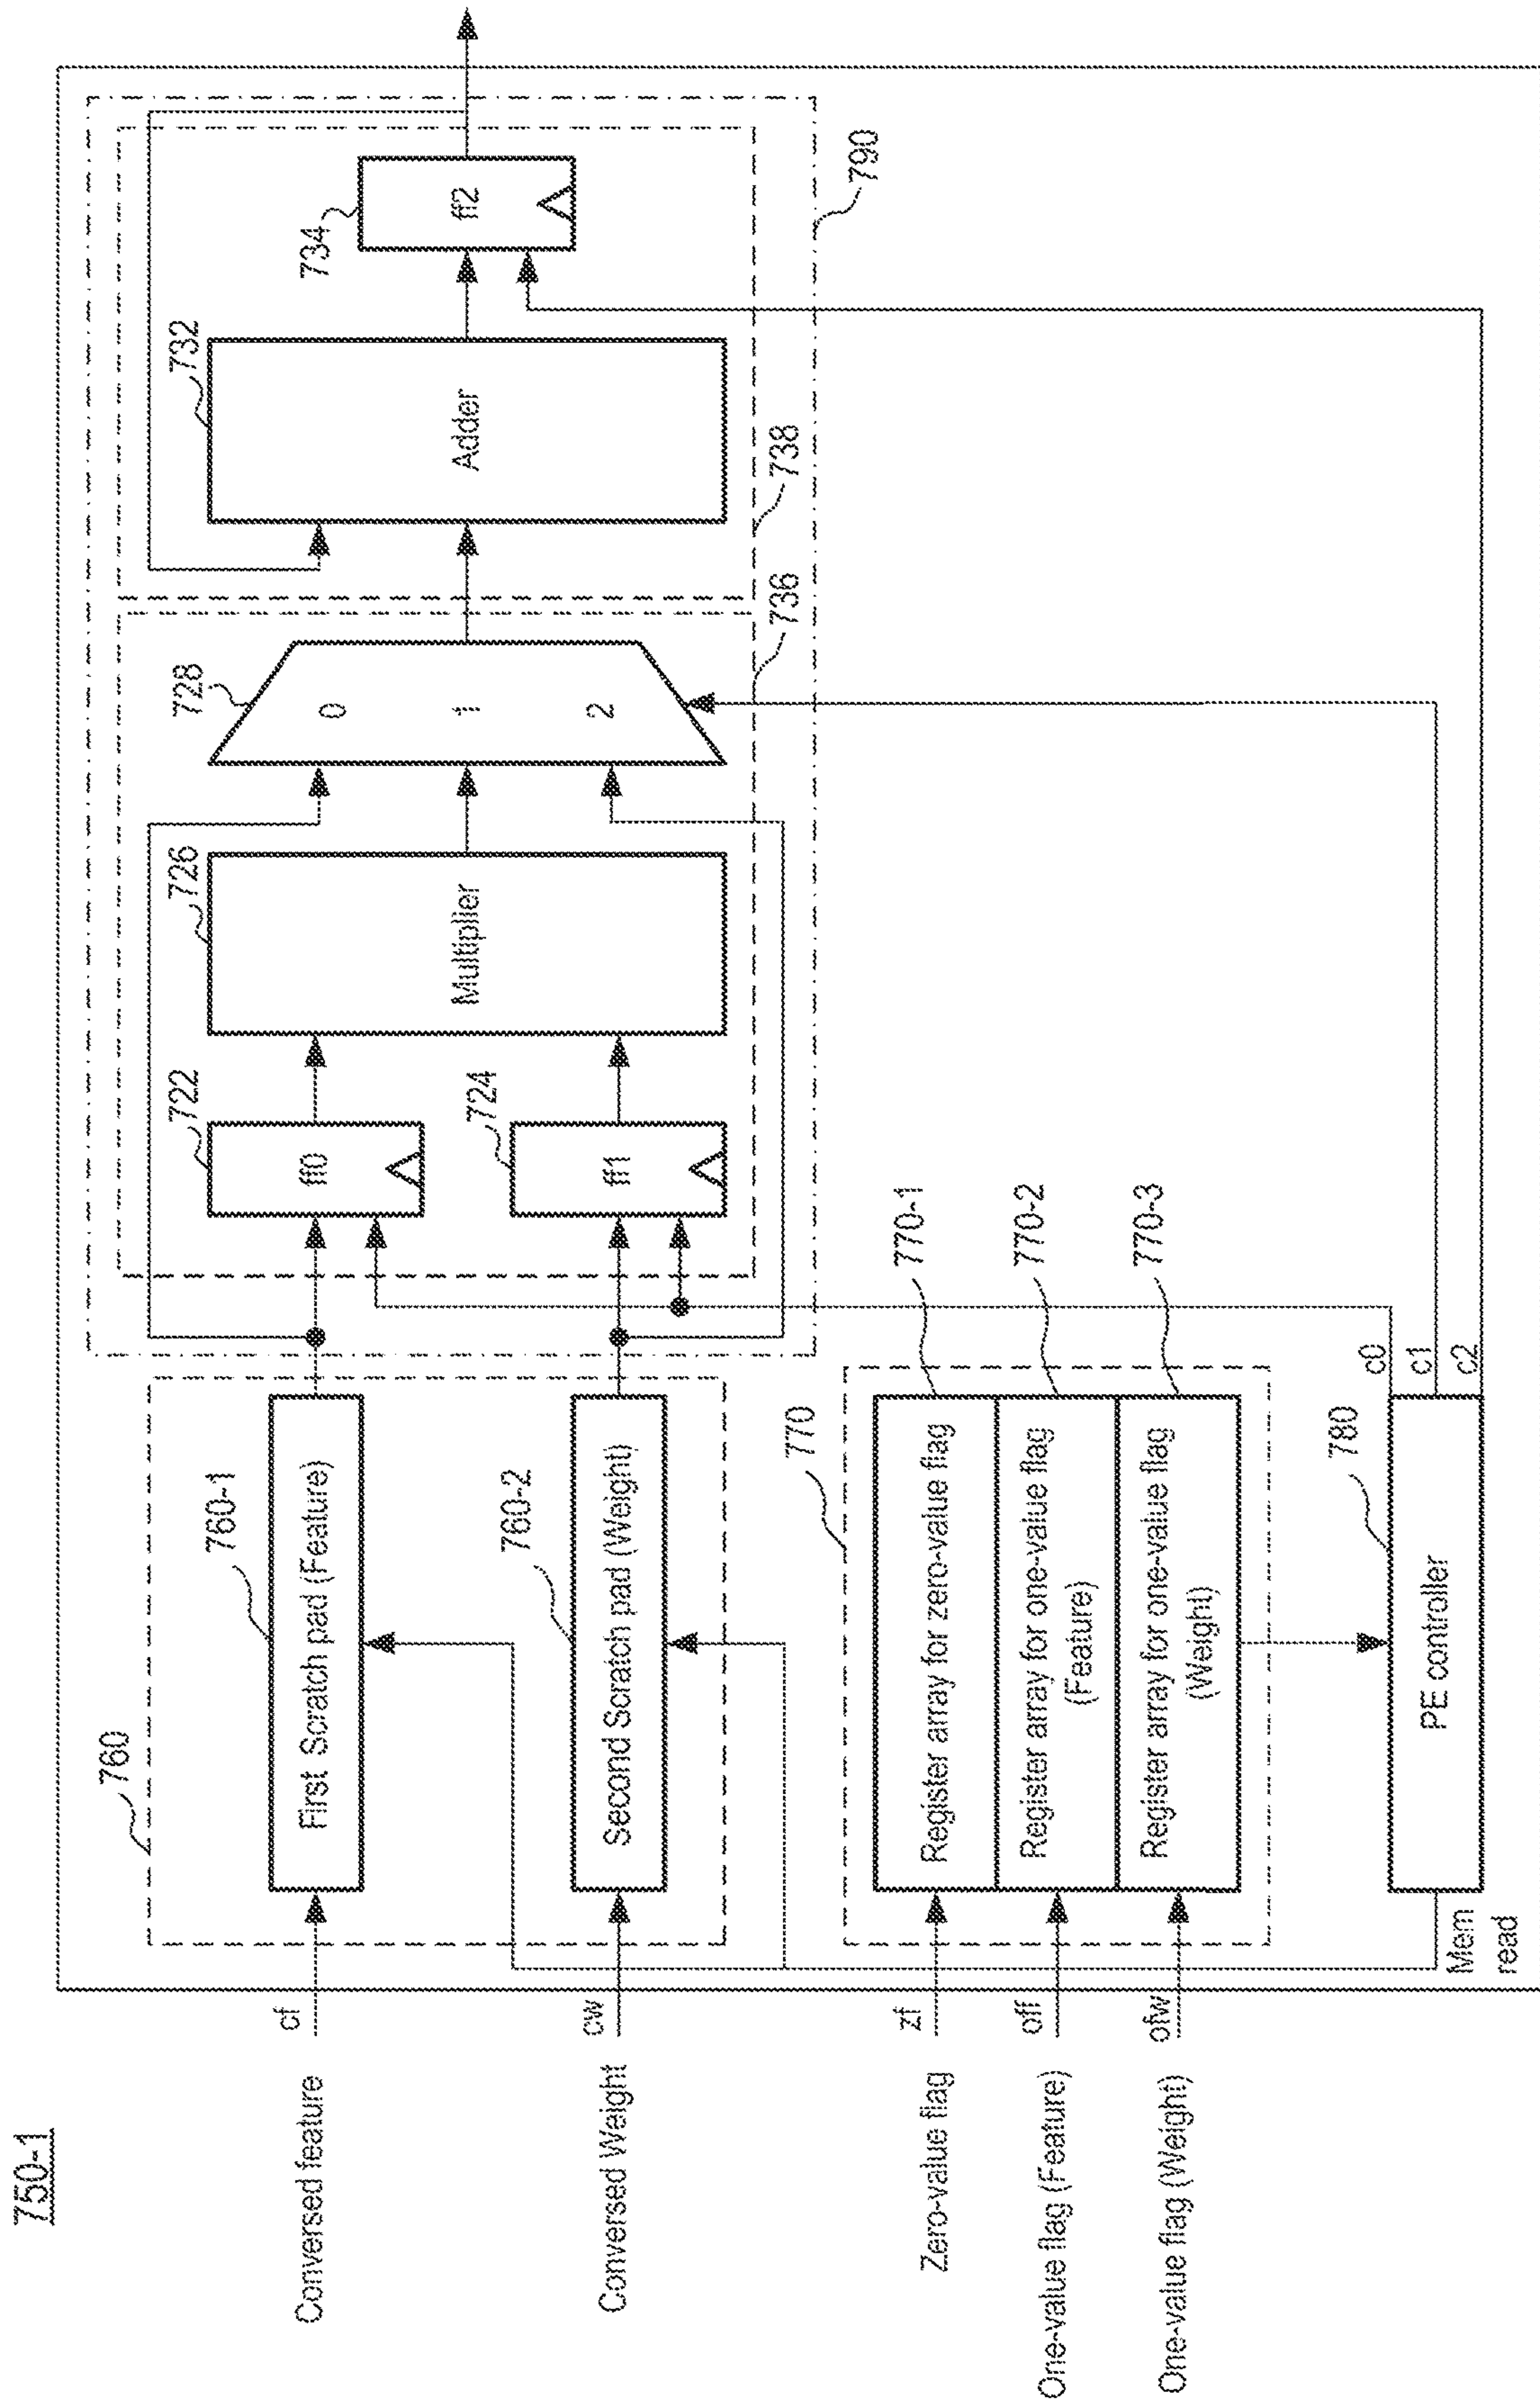 750-1
Conversed feature
cf
Conversed Weight
cw
Zero-value flag
zf
One-value flag (Feature)
off
One-value flag (Weight)
ofw
760
760-1
First Scratch pad (Feature)
760-2
Second Scratch pad (Weight)
770
Register array for zero-value flag
770-1
Register array for one-value flag
(Feature)
770-2
Register array for one-value flag
(Weight)
770-3
Mem
read
780
PE controller
c0
c1
c2
722
ff0
724
ff1
726
Multiplier
728
0
1
2
736
732
Adder
738
734
ff2
790